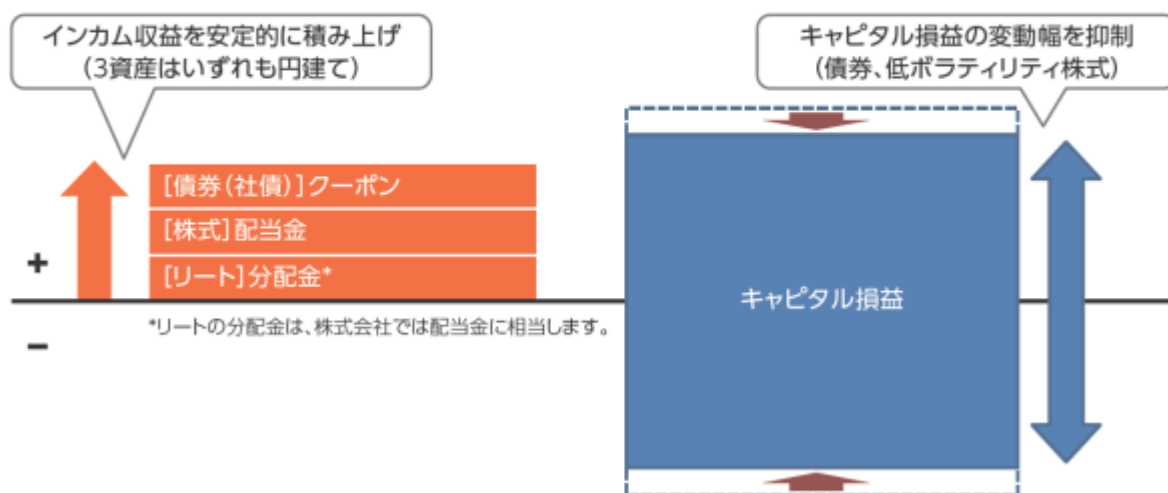 インカム収益を安定的に積み上げ
(3資産はいずれも円建て)
キャピタル損益の変動幅を抑制
(債券、低ボラティリティ株式)
[債券(社債)]クーポン
[株式]配当金
+
[リート]分配金*
キャピタル損益
*リートの分配金は、株式会社では配当金に相当します。
−